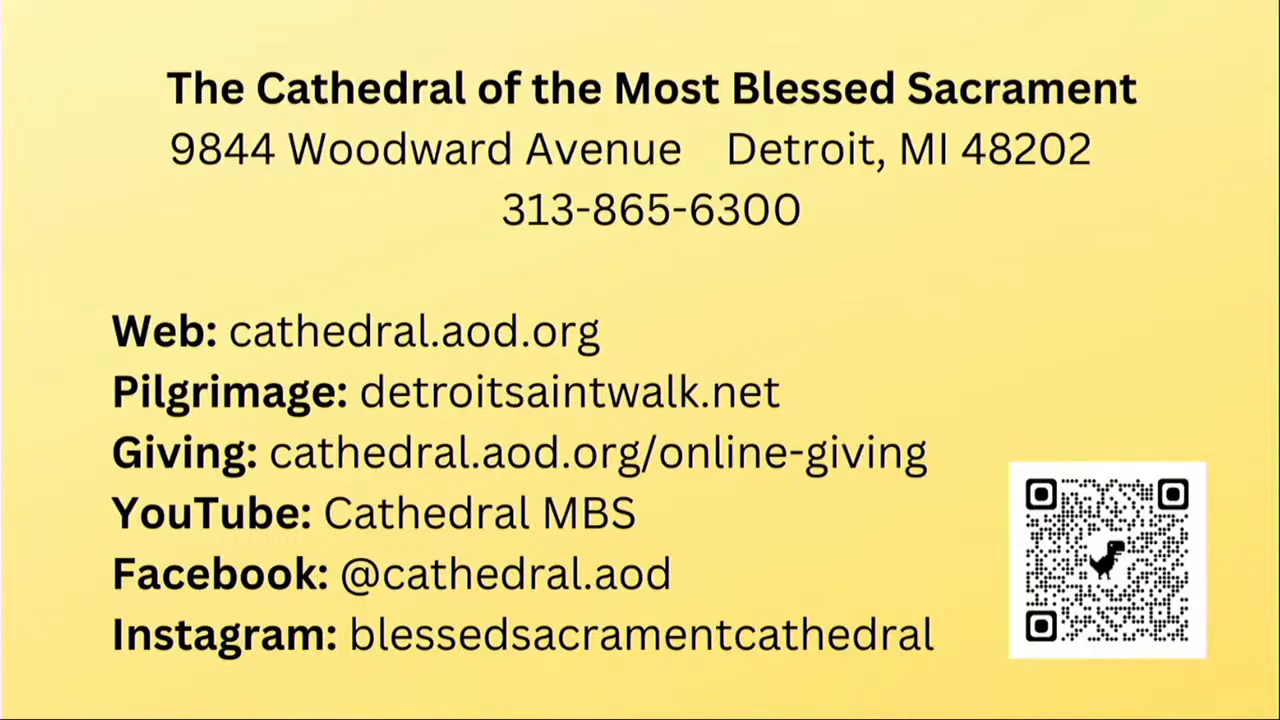 The Cathedral of the Most Blessed Sacrament
9844 Woodward Avenue Detroit, MI 48202
313-865-6300
Web: cathedral.aod.org
Pilgrimage: detroitsaintwalk.net
Giving: cathedral.aod.org/online-giving
YouTube: Cathedral MBS
Facebook: @cathedral.aod
Instagram: blessedsacramentcathedral